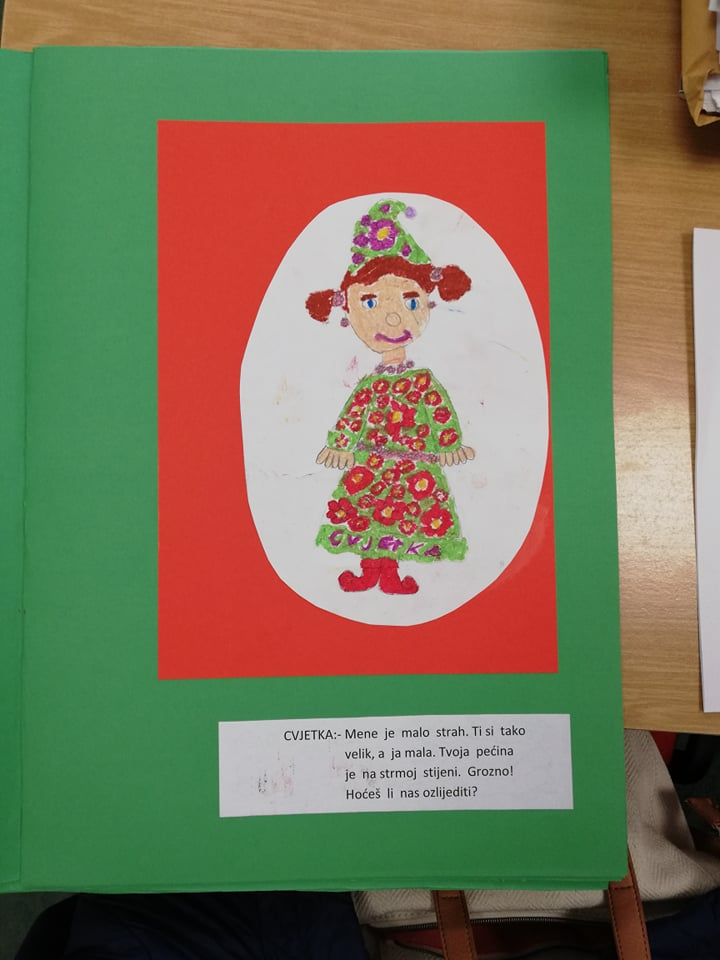 CVJETKA
CVJETKA:- Mene je malo strah. Ti si tako
velik, a ja mala. Tvoja pećina
je na strmoj stijeni. Grozno!
Hoćeš li nas ozlijediti?